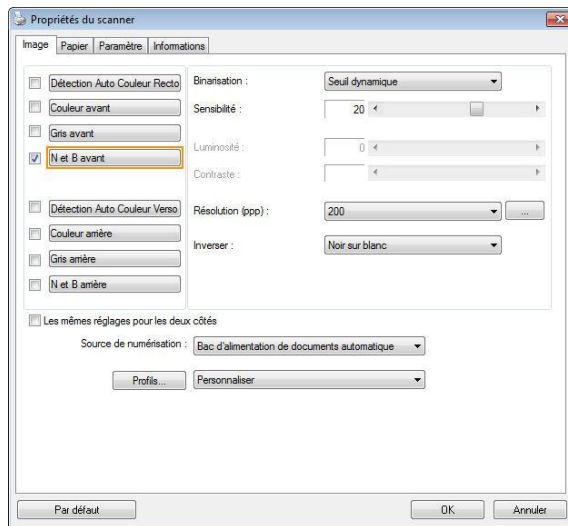 Propriétés du scanner
Image Papier Paramètre Informations
Détection Auto Couleur Recto
Couleur avant
Gris avant
N et B avant
Détection Auto Couleur Verso
Couleur arrière
Gris arrière
N et B arrière
Binarisation : Seuil dynamique
Sensibilité : 20
Luminosité : 0
Contraste :
Résolution (ppp) : 200 ...
Inverser : Noir sur blanc
Les mêmes réglages pour les deux côtés
Source de numérisation : Bac d'alimentation de documents automatique
Profils... Personnaliser
Par défaut OK Annuler